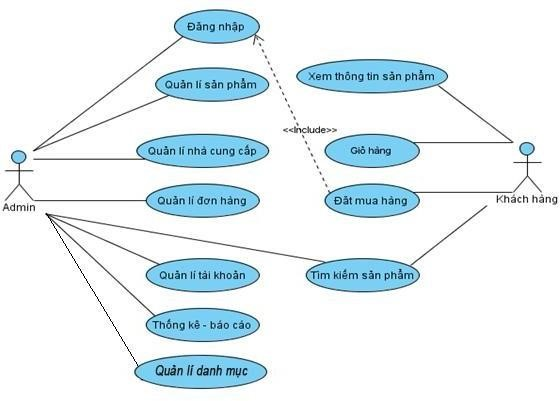 Đăng nhập
Quản lí sản phẩm
Xem thông tin sản phẩm
<<Include>>
Quản lí nhà cung cấp
Giỏ hàng
Admin
Quản lí đơn hàng
Đặt mua hàng
Khách hàng
Quản lí tài khoản
Tìm kiếm sản phẩm
Thống kê - báo cáo
Quản lí danh mục